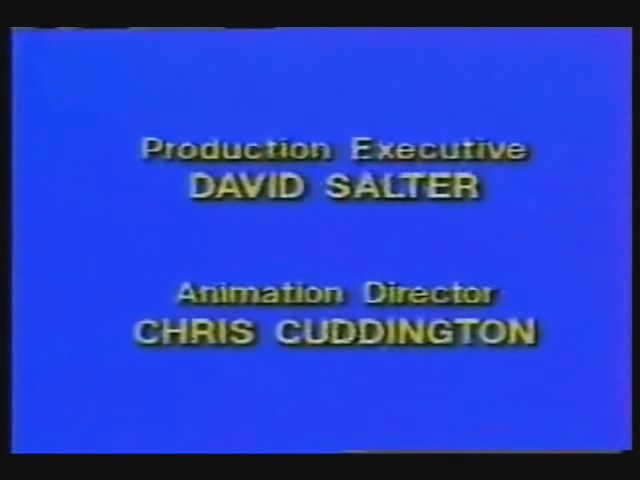 Production Executive
DAVID SALTER
Animation Director
CHRIS CUDDINGTON